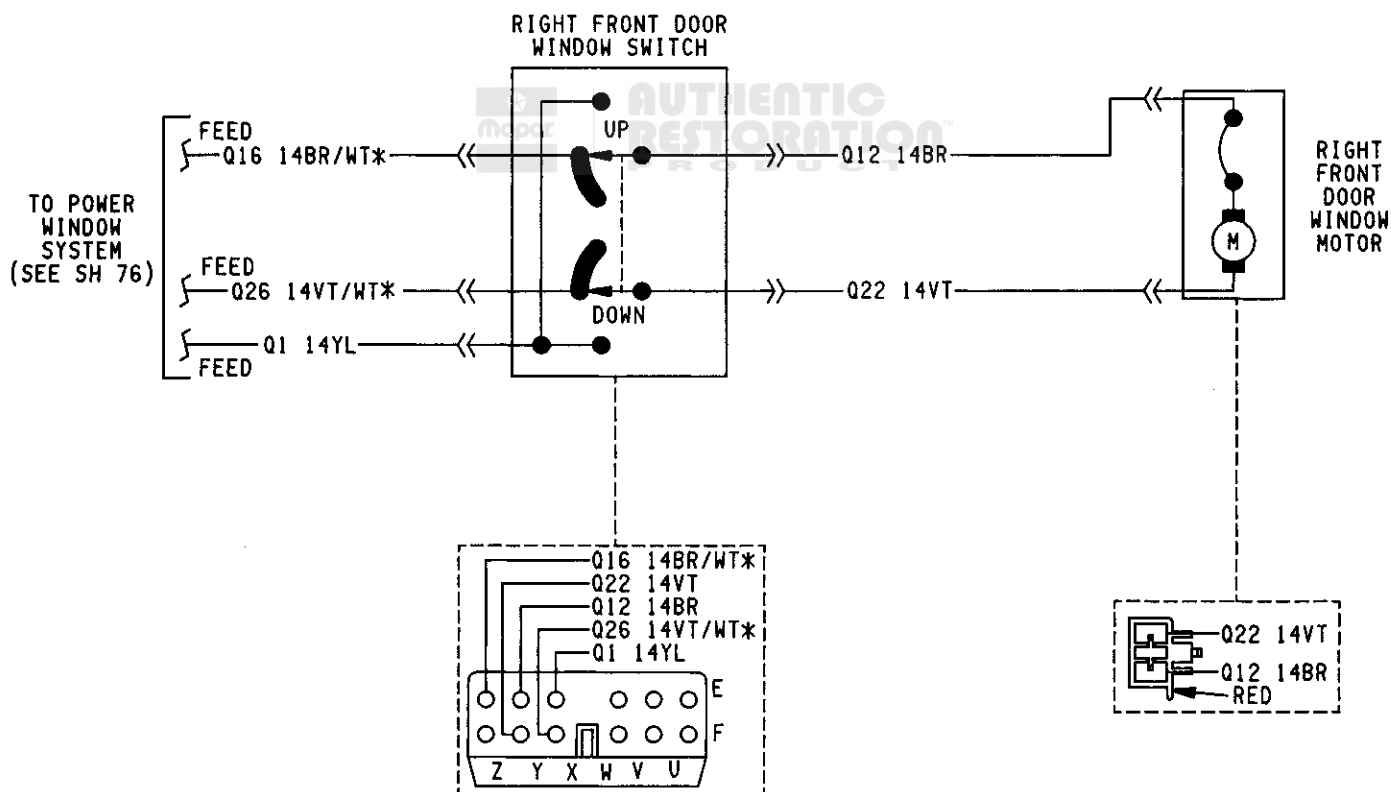 RIGHT FRONT DOOR
WINDOW SWITCH
mopar
AUTHENTIC
RESTORATION™
PRODUCT
UP
FEED
Q16 14BR/WT*
Q12 14BR
RIGHT
FRONT
DOOR
WINDOW
MOTOR
M
TO POWER
WINDOW
SYSTEM
(SEE SH 76)
FEED
Q26 14VT/WT*
Q22 14VT
DOWN
Q1 14YL
FEED
Q16 14BR/WT*
Q22 14VT
Q12 14BR
Q26 14VT/WT*
Q1 14YL
E
F
Z Y X W V U
Q22 14VT
Q12 14BR
RED